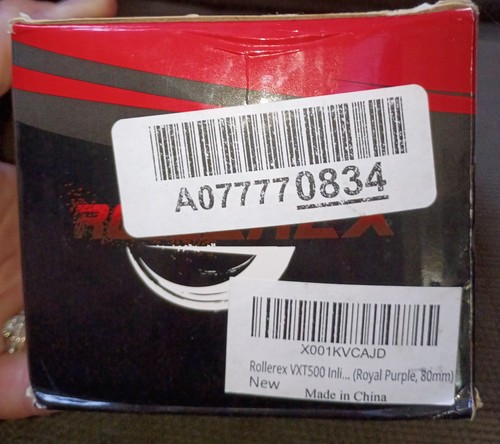 A077770834
ROLLEREX
X001KVCAJD
Rollerex VXT500 Inli... (Royal Purple, 80mm)
New
Made in China